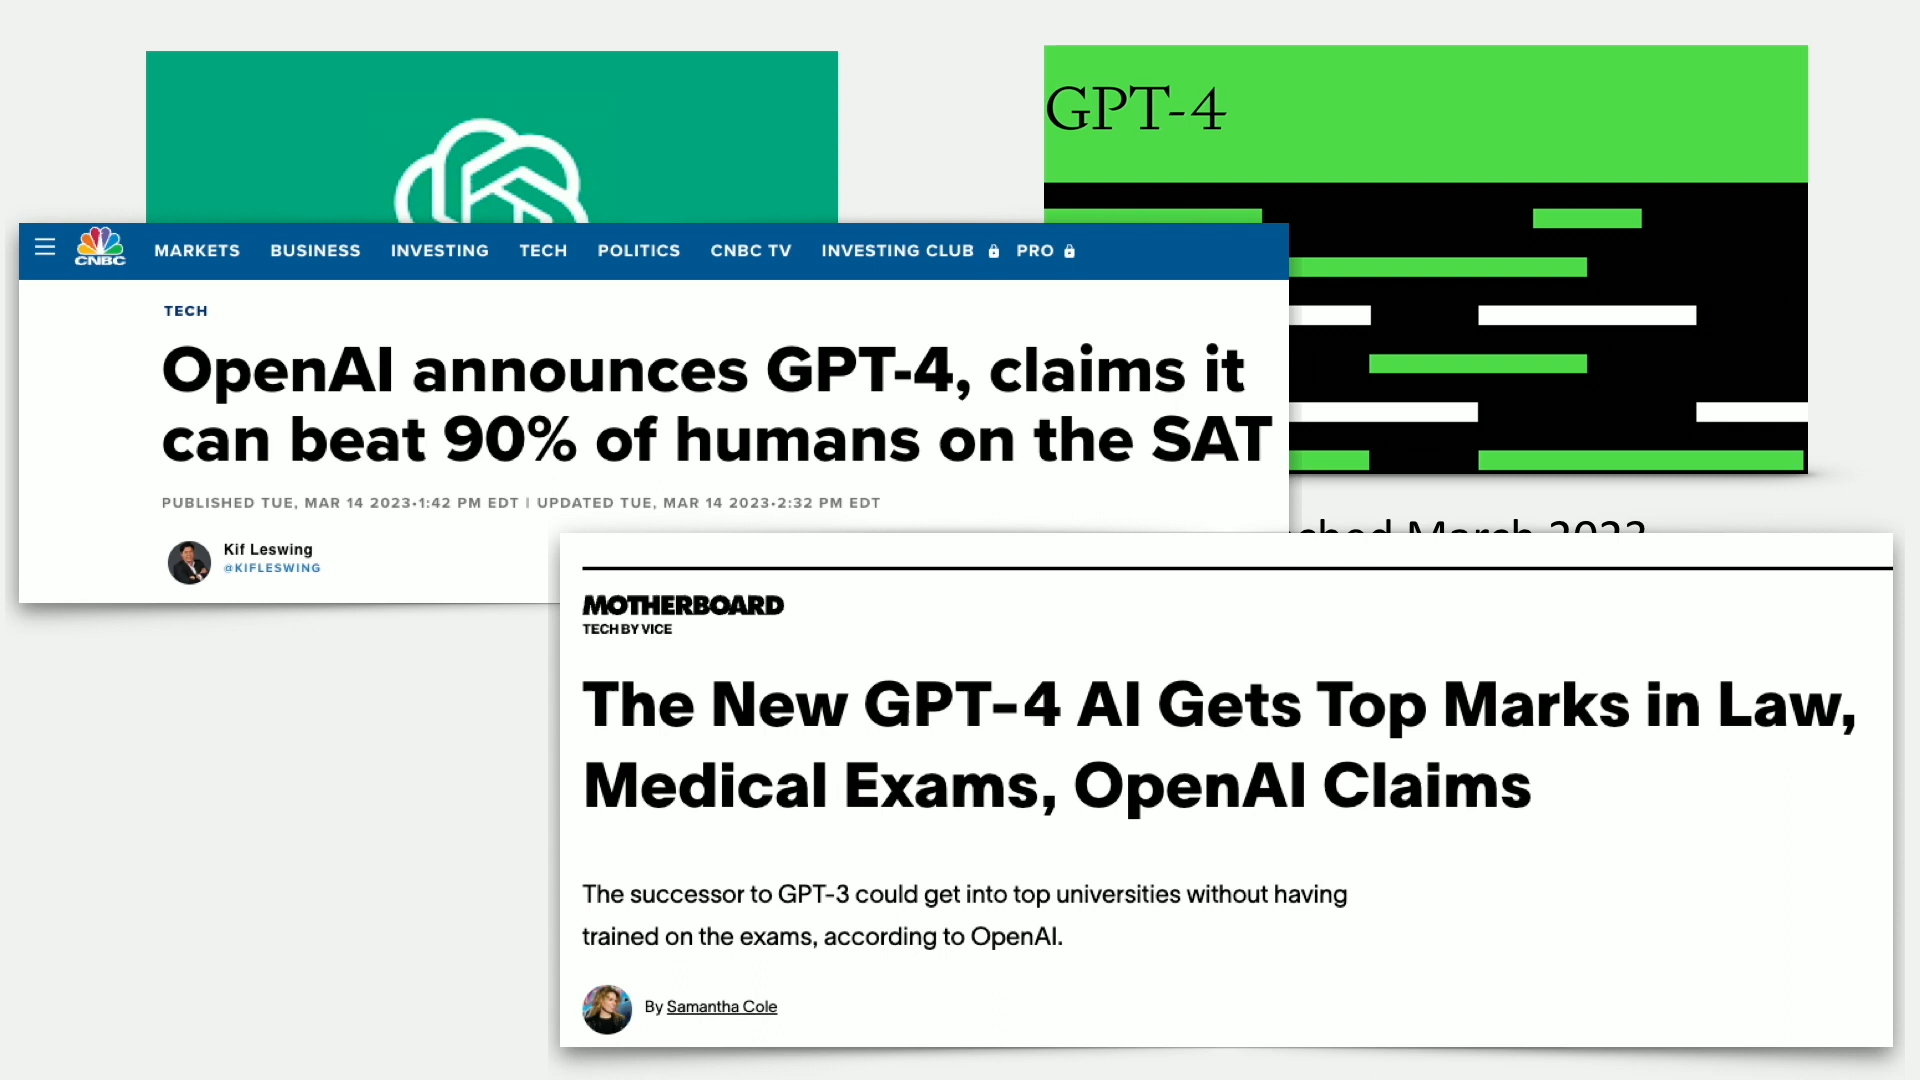 GPT-4
CNBC
MARKETS BUSINESS INVESTING TECH POLITICS CNBC TV INVESTING CLUB PRO
TECH
OpenAI announces GPT-4, claims it
can beat 90% of humans on the SAT
PUBLISHED TUE, MAR 14 2023•1:42 PM EDT | UPDATED TUE, MAR 14 2023•2:32 PM EDT
Kif Leswing
@KIFLESWING
March 2023
MOTHERBOARD
TECH BY VICE
The New GPT-4 AI Gets Top Marks in Law,
Medical Exams, OpenAI Claims
The successor to GPT-3 could get into top universities without having
trained on the exams, according to OpenAI.
By Samantha Cole